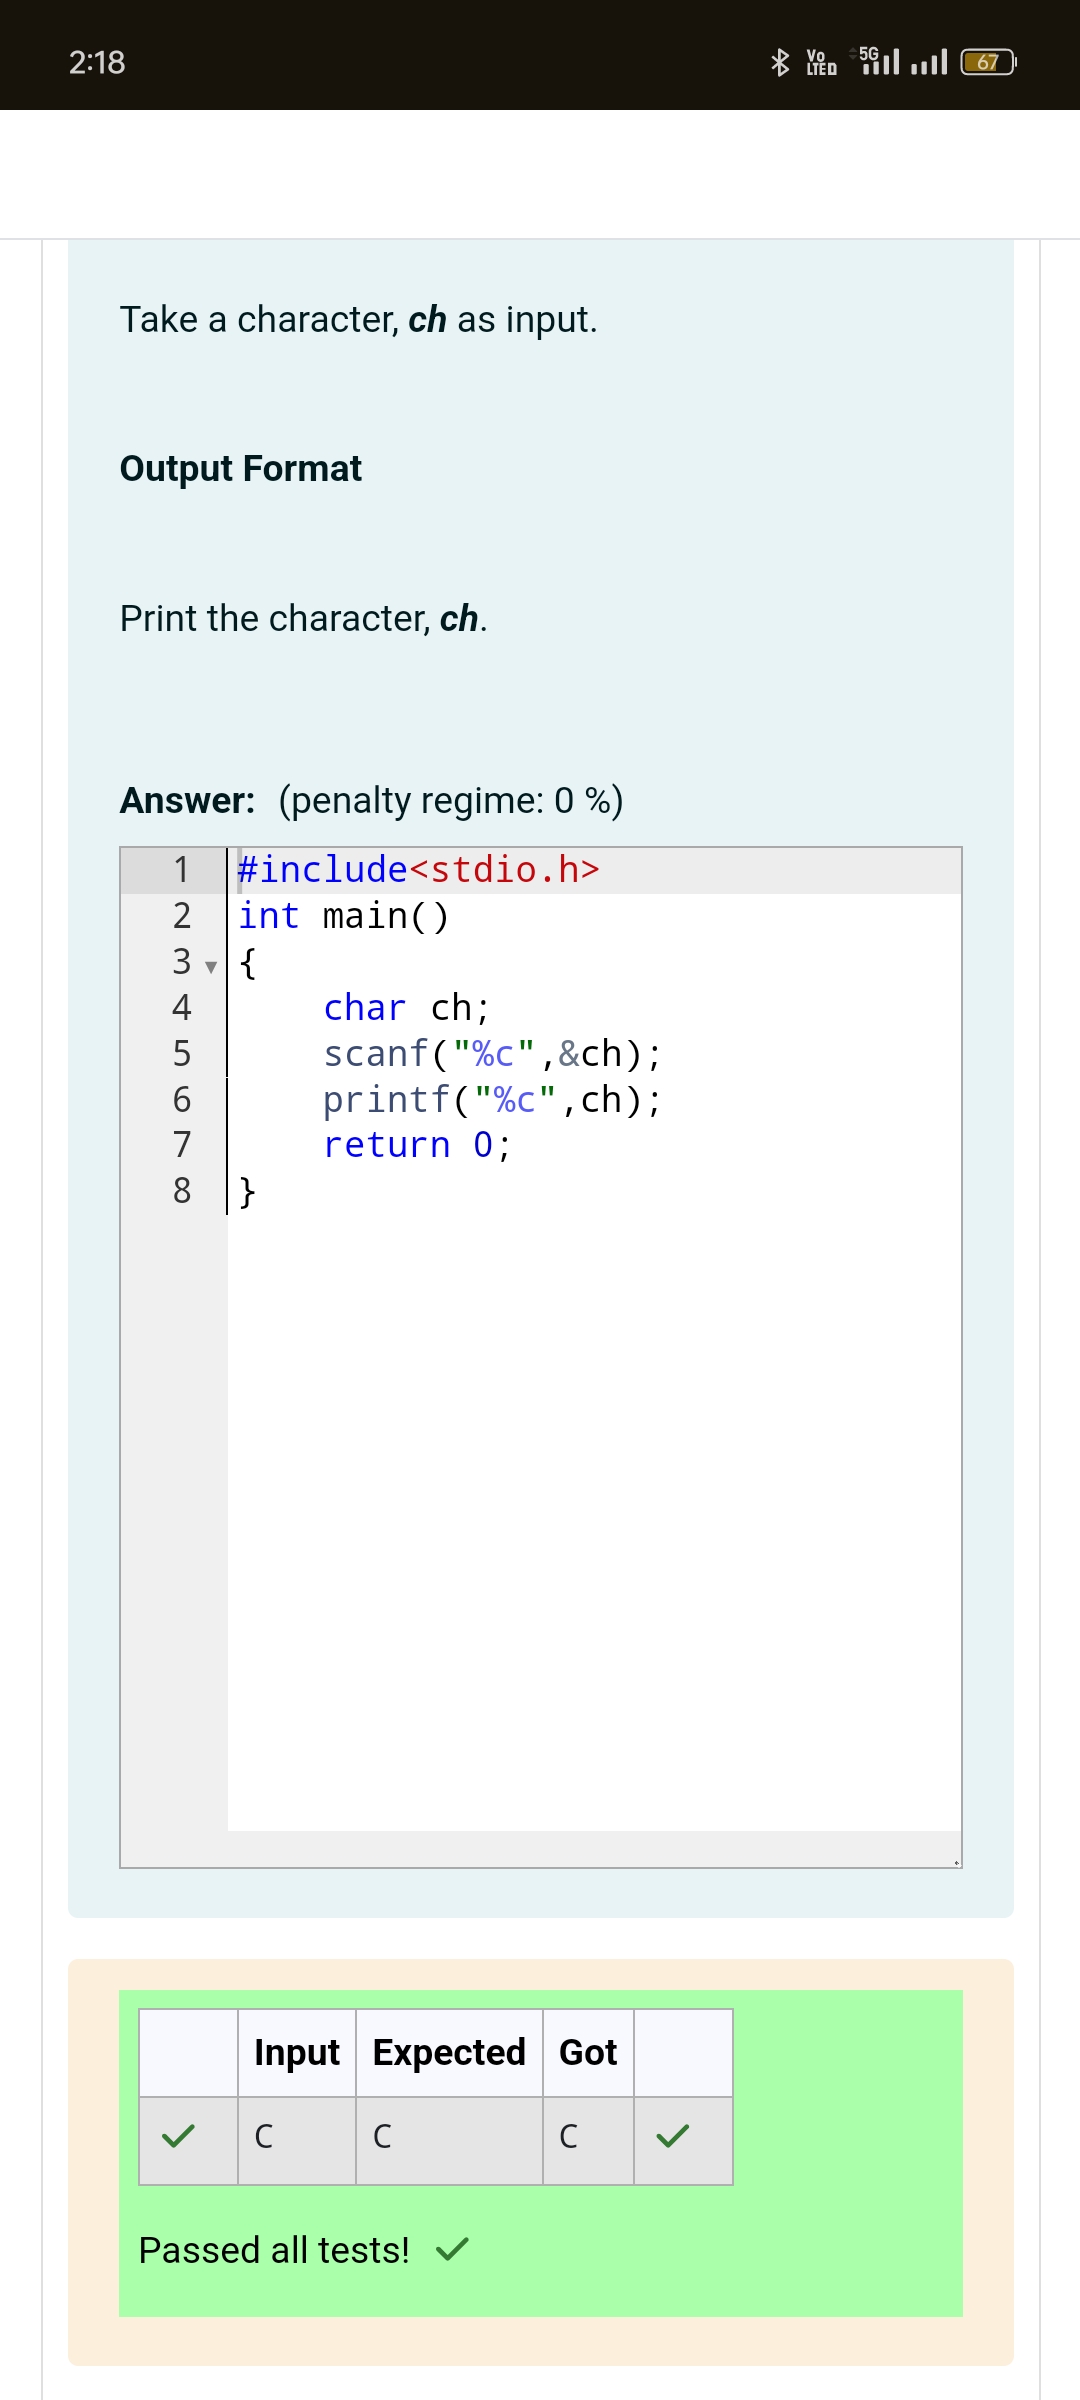 2:18
Vo LTE 5G 67
Take a character, ch as input.
Output Format
Print the character, ch.
Answer: (penalty regime: 0 %)
1 #include<stdio.h>
2 int main()
3 {
4     char ch;
5     scanf("%c",&ch);
6     printf("%c",ch);
7     return 0;
8 }
Input Expected Got
C C C
Passed all tests!